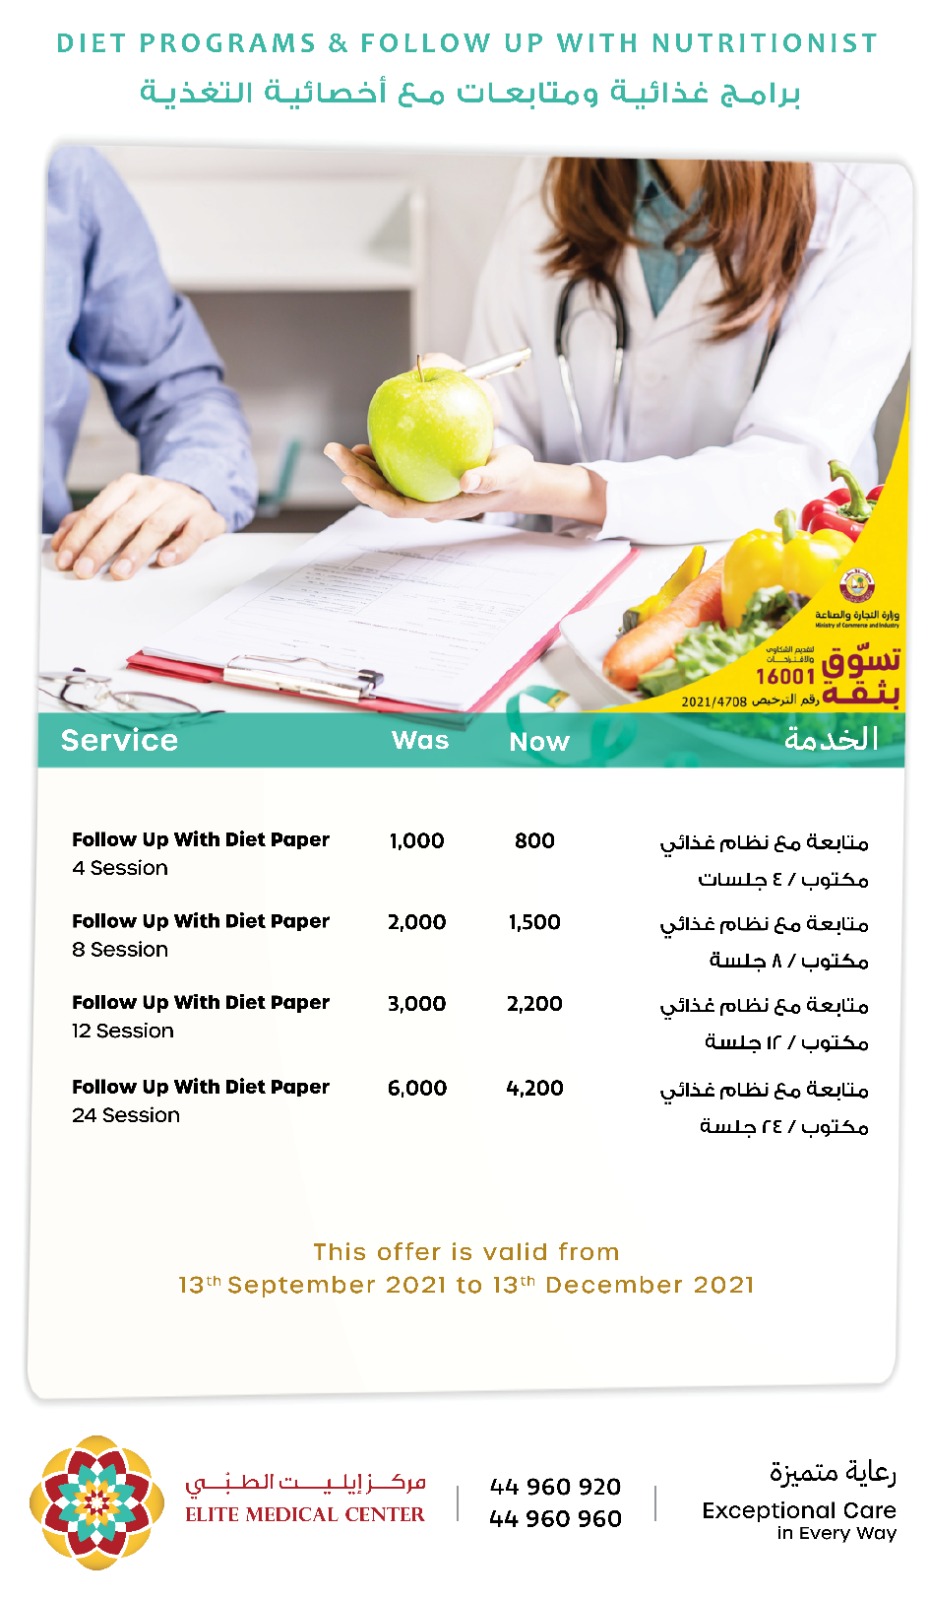 DIET PROGRAMS & FOLLOW UP WITH NUTRITIONIST
برامج غذائية ومتابعات مع أخصائية التغذية
وزارة التجارة والصناعة
Ministry of Commerce and Industry
لتقديم الشكاوى
والاقتراحات
16001
تسوّق
بثقة
رقم الترخيص 2021/4708
Service Was Now الخدمة
Follow Up With Diet Paper 1,000 800 متابعة مع نظام غذائي
4 Session مكتوب / ٤ جلسات
Follow Up With Diet Paper 2,000 1,500 متابعة مع نظام غذائي
8 Session مكتوب / ٨ جلسة
Follow Up With Diet Paper 3,000 2,200 متابعة مع نظام غذائي
12 Session مكتوب / ١٢ جلسة
Follow Up With Diet Paper 6,000 4,200 متابعة مع نظام غذائي
24 Session مكتوب / ٢٤ جلسة
This offer is valid from
13th September 2021 to 13th December 2021
مركز إيليت الطبّي
ELITE MEDICAL CENTER
44 960 920
44 960 960
رعاية متميزة
Exceptional Care
in Every Way